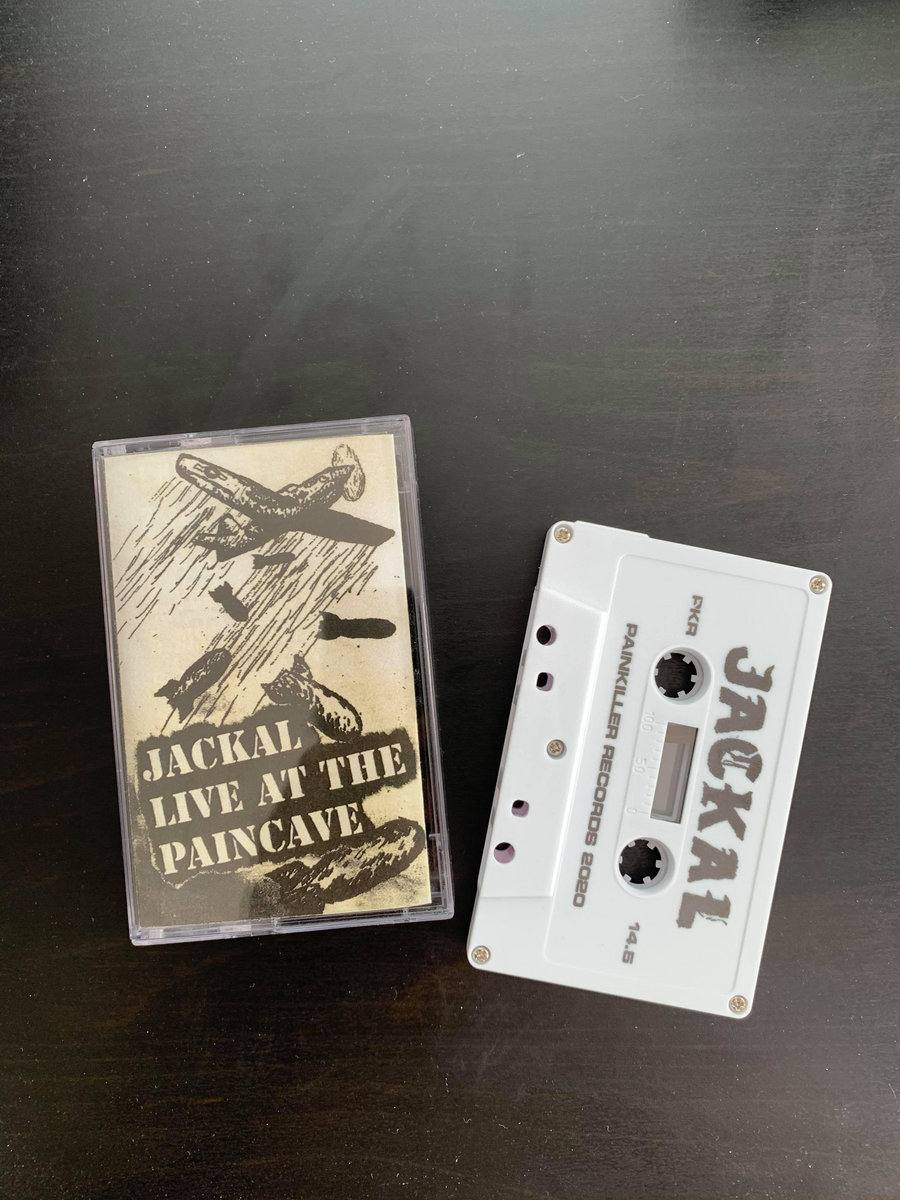 JACKAL
LIVE AT THE
PAINCAVE
JACKAL
PKR
14.5
100 50 0
PAINKILLER RECORDS 2020